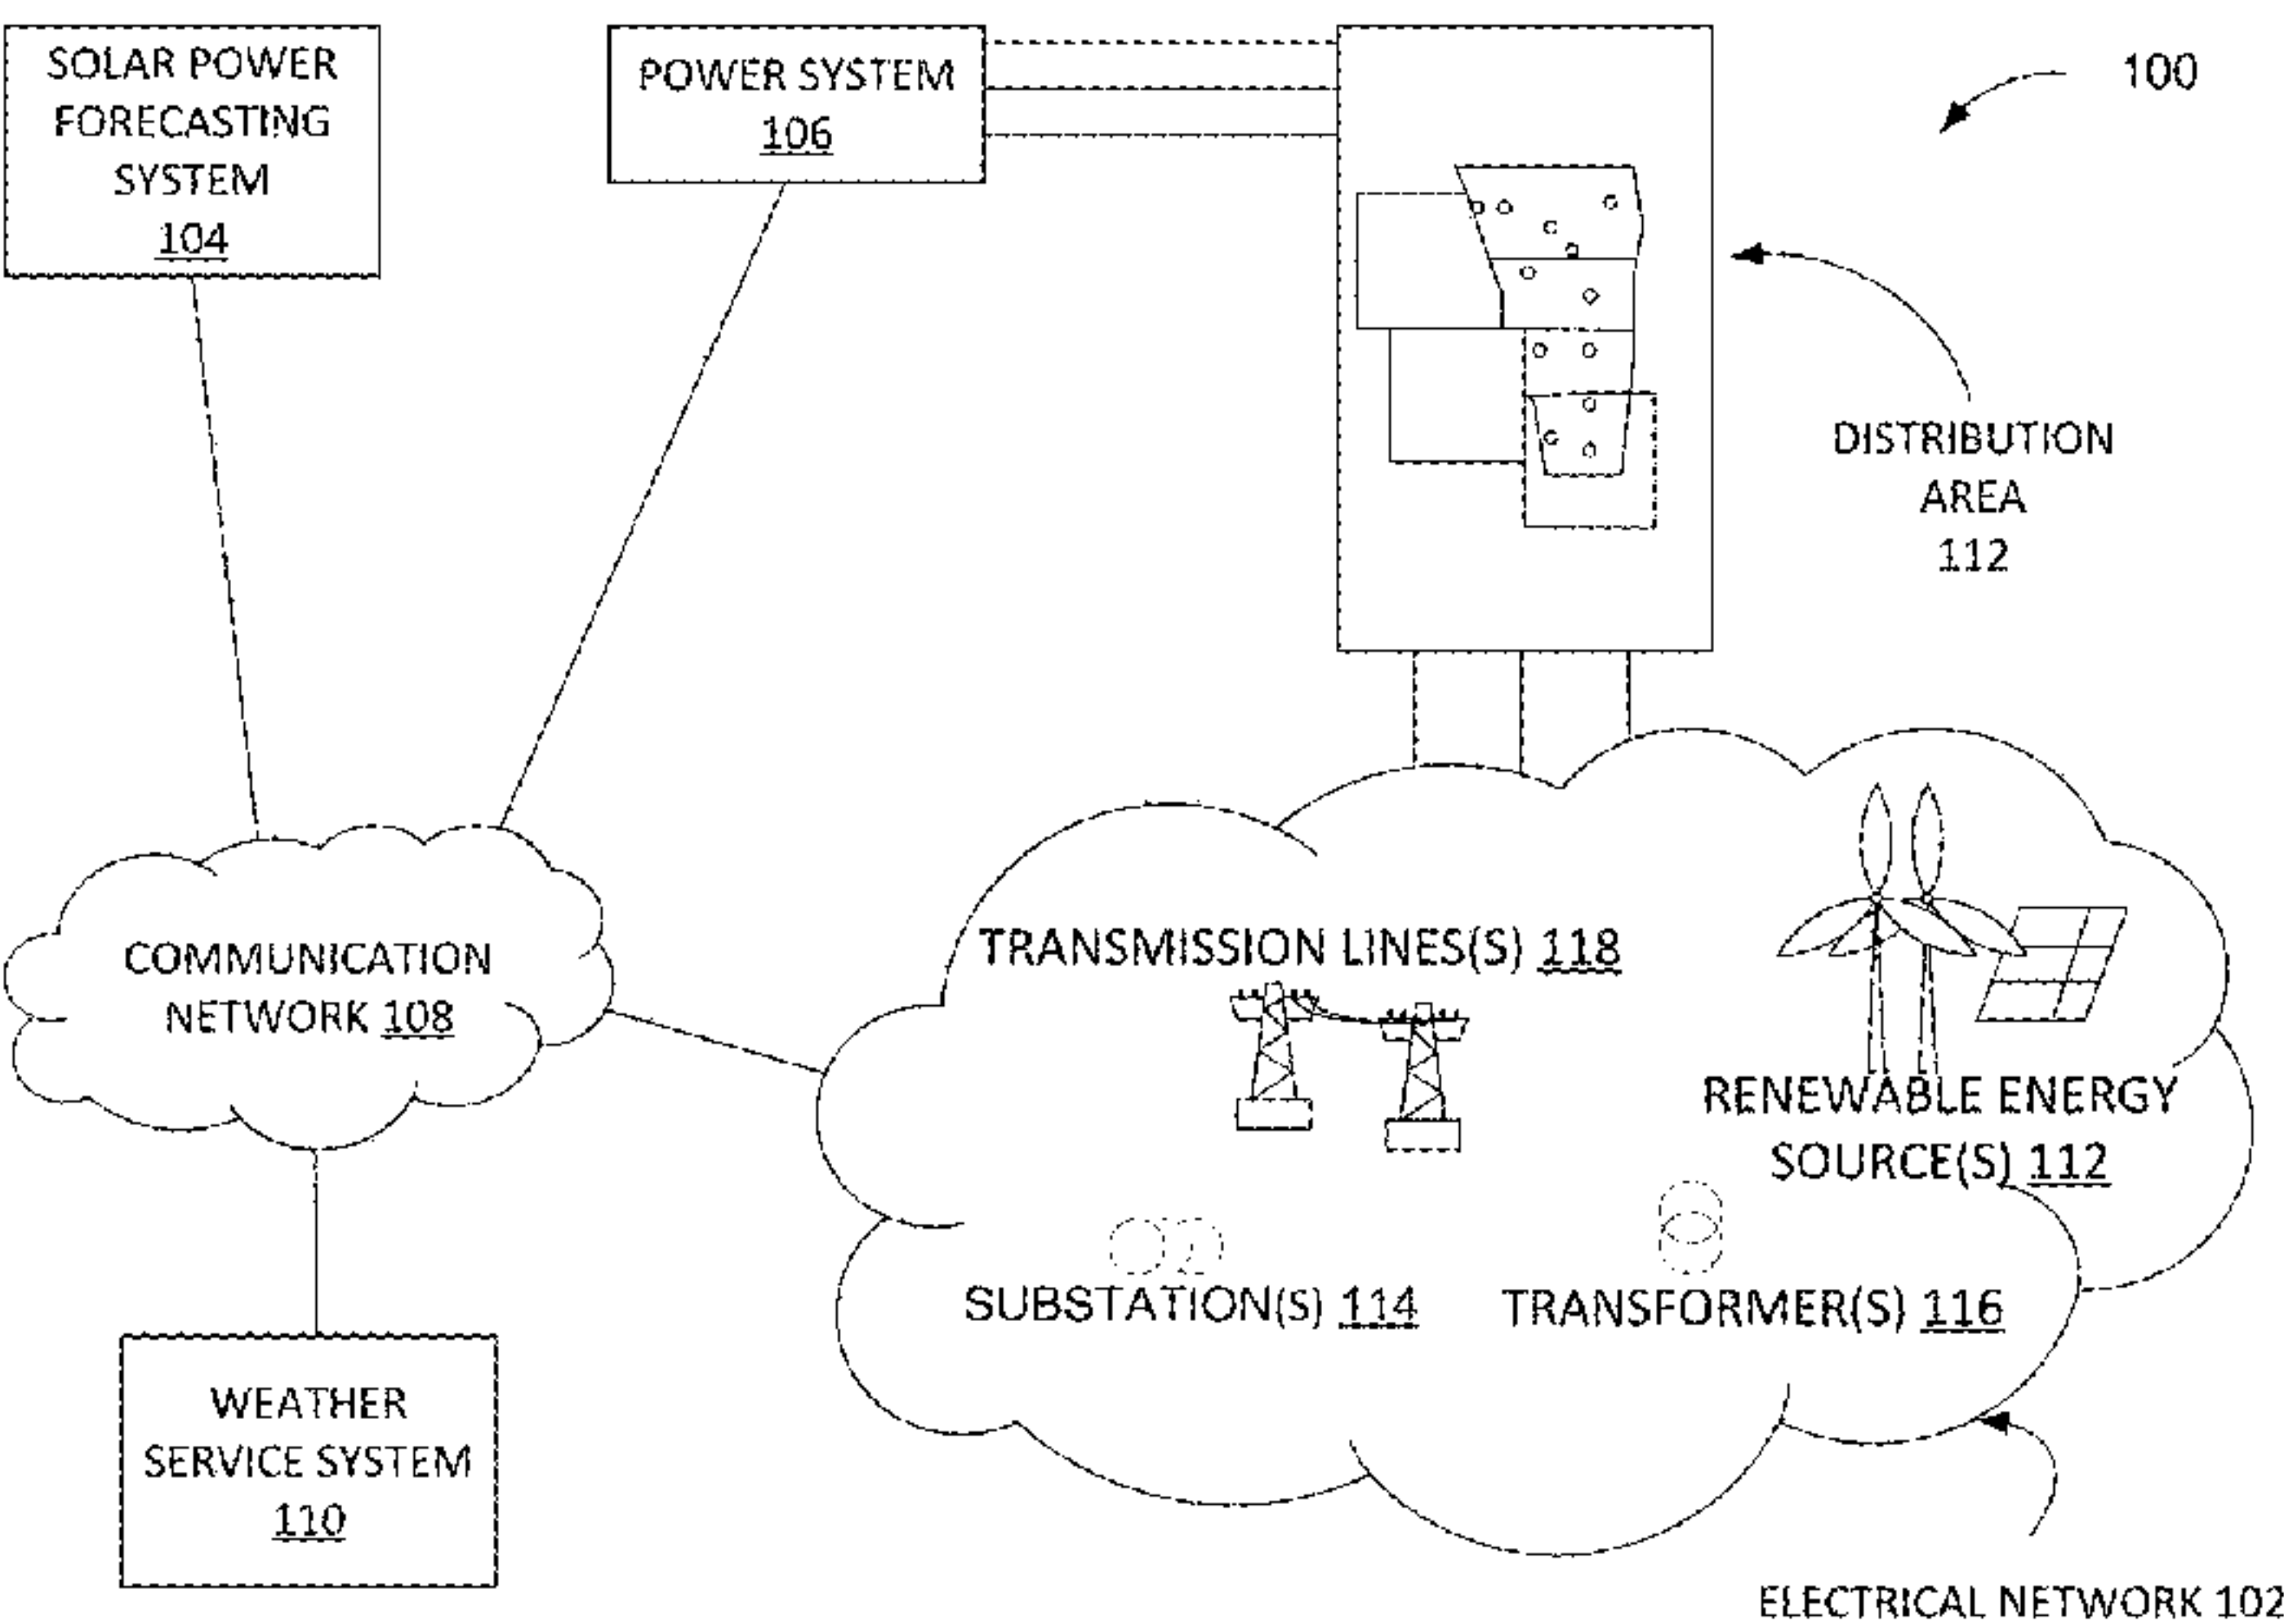 SOLAR POWER
FORECASTING
SYSTEM
104
POWER SYSTEM
106
100
DISTRIBUTION
AREA
112
COMMUNICATION
NETWORK 108
TRANSMISSION LINES(S) 118
RENEWABLE ENERGY
SOURCE(S) 112
SUBSTATION(S) 114
TRANSFORMER(S) 116
WEATHER
SERVICE SYSTEM
110
ELECTRICAL NETWORK 102